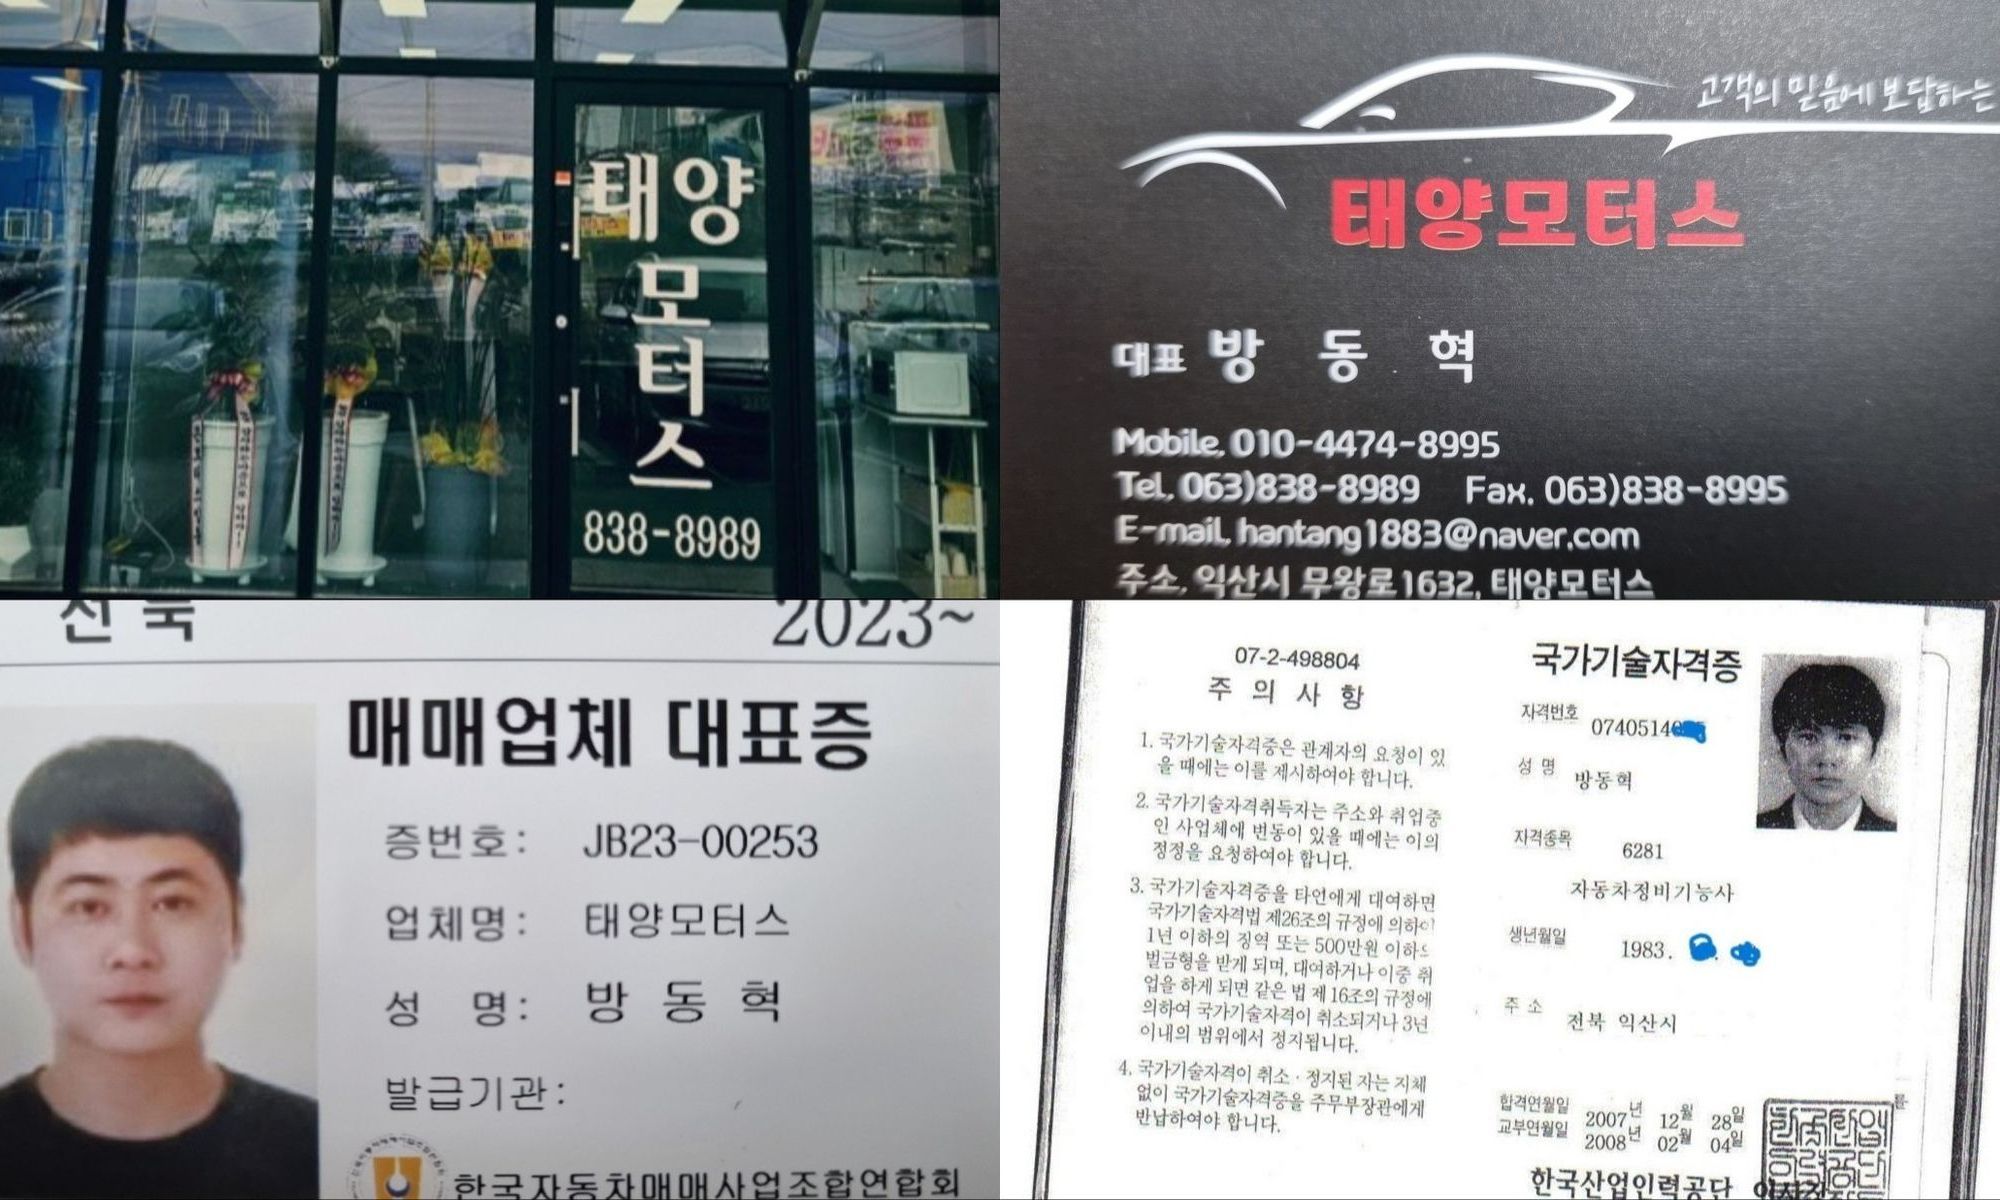 태양
모
터
스
838-8989
고객의 믿음에 보답하는
태양모터스
대표 방 동 혁
Mobile. 010-4474-8995
Tel. 063)838-8989 Fax. 063)838-8995
E-mail. hantang1883@naver.com
주소. 익산시 무왕로1632, 태양모터스
전북 2023~
매매업체 대표증
증번호: JB23-00253
업체명: 태양모터스
성 명: 방 동 혁
발급기관:
한국자동차매매사업조합연합회
07-2-498804
주 의 사 항
1. 국가기술자격증은 관계자의 요청이 있
을 때에는 이를 제시하여야 합니다.
2. 국가기술자격취득자는 주소와 취업중
인 사업체에 변동이 있을 때에는 이의
정정을 요청하여야 합니다.
3. 국가기술자격증을 타인에게 대여하면
국가기술자격법 제26조의 규정에 의하여
1년 이하의 징역 또는 500만원 이하의
벌금형을 받게 되며, 대여하거나 이중 취
업을 하게 되면 같은 법 제16조의 규정에
의하여 국가기술자격이 취소되거나 3년
이내의 범위에서 정지됩니다.
4. 국가기술자격이 취소·정지된 자는 지체
없이 국가기술자격증을 주무부장관에게
반납하여야 합니다.
국가기술자격증
자격번호 0740514
성 명 방동혁
자격종목 6281
자동차정비기능사
생년월일 1983.
주 소 전북 익산시
합격연월일 2007년 12월 28일
교부연월일 2008년 02월 04일
한국산업인력공단